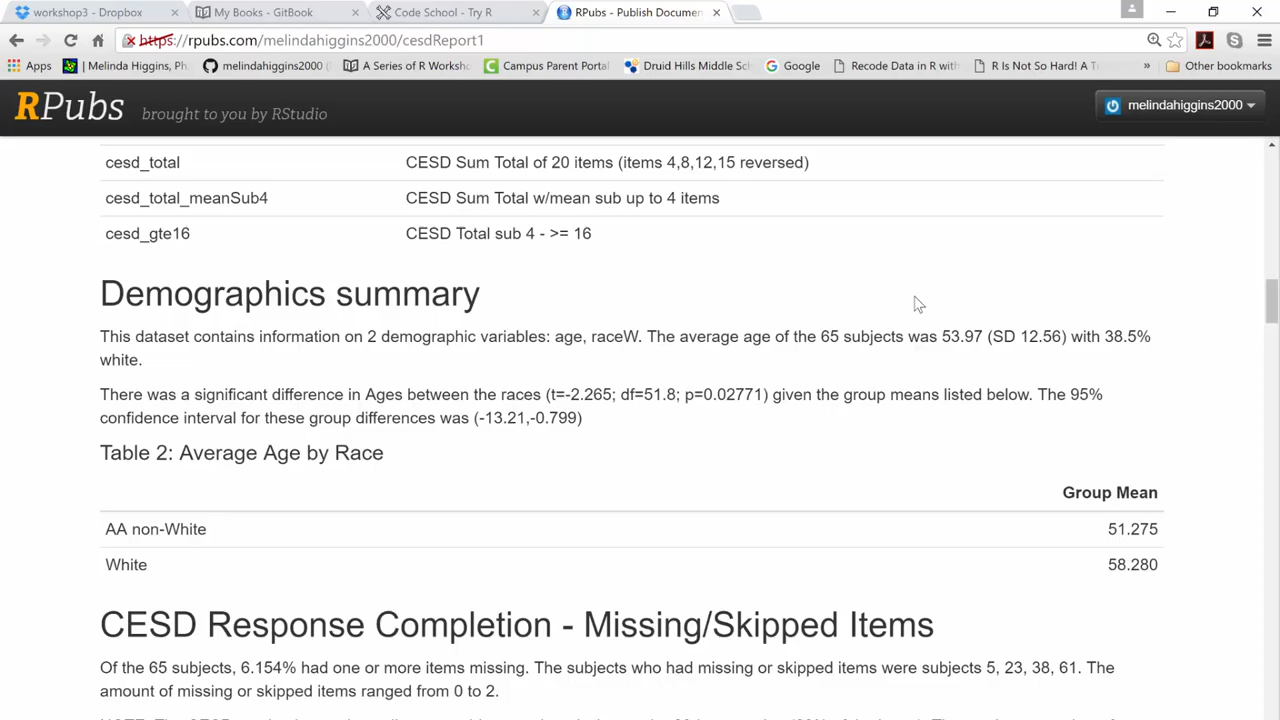 workshop3 - Dropbox
My Books - GitBook
Code School - Try R
RPubs - Publish Documen
https://rpubs.com/melindahiggins2000/cesdReport1
Apps
| Melinda Higgins, Ph
melindahiggins2000 (
A Series of R Worksho
Campus Parent Portal
Druid Hills Middle Sc
Google
Recode Data in R with
R Is Not So Hard! A T
» Other bookmarks
RPubs brought to you by RStudio
melindahiggins2000
cesd_total CESD Sum Total of 20 items (items 4,8,12,15 reversed)
cesd_total_meanSub4 CESD Sum Total w/mean sub up to 4 items
cesd_gte16 CESD Total sub 4 - >= 16
Demographics summary
This dataset contains information on 2 demographic variables: age, raceW. The average age of the 65 subjects was 53.97 (SD 12.56) with 38.5%
white.
There was a significant difference in Ages between the races (t=-2.265; df=51.8; p=0.02771) given the group means listed below. The 95%
confidence interval for these group differences was (-13.21,-0.799)
Table 2: Average Age by Race
Group Mean
AA non-White 51.275
White 58.280
CESD Response Completion - Missing/Skipped Items
Of the 65 subjects, 6.154% had one or more items missing. The subjects who had missing or skipped items were subjects 5, 23, 38, 61. The
amount of missing or skipped items ranged from 0 to 2.